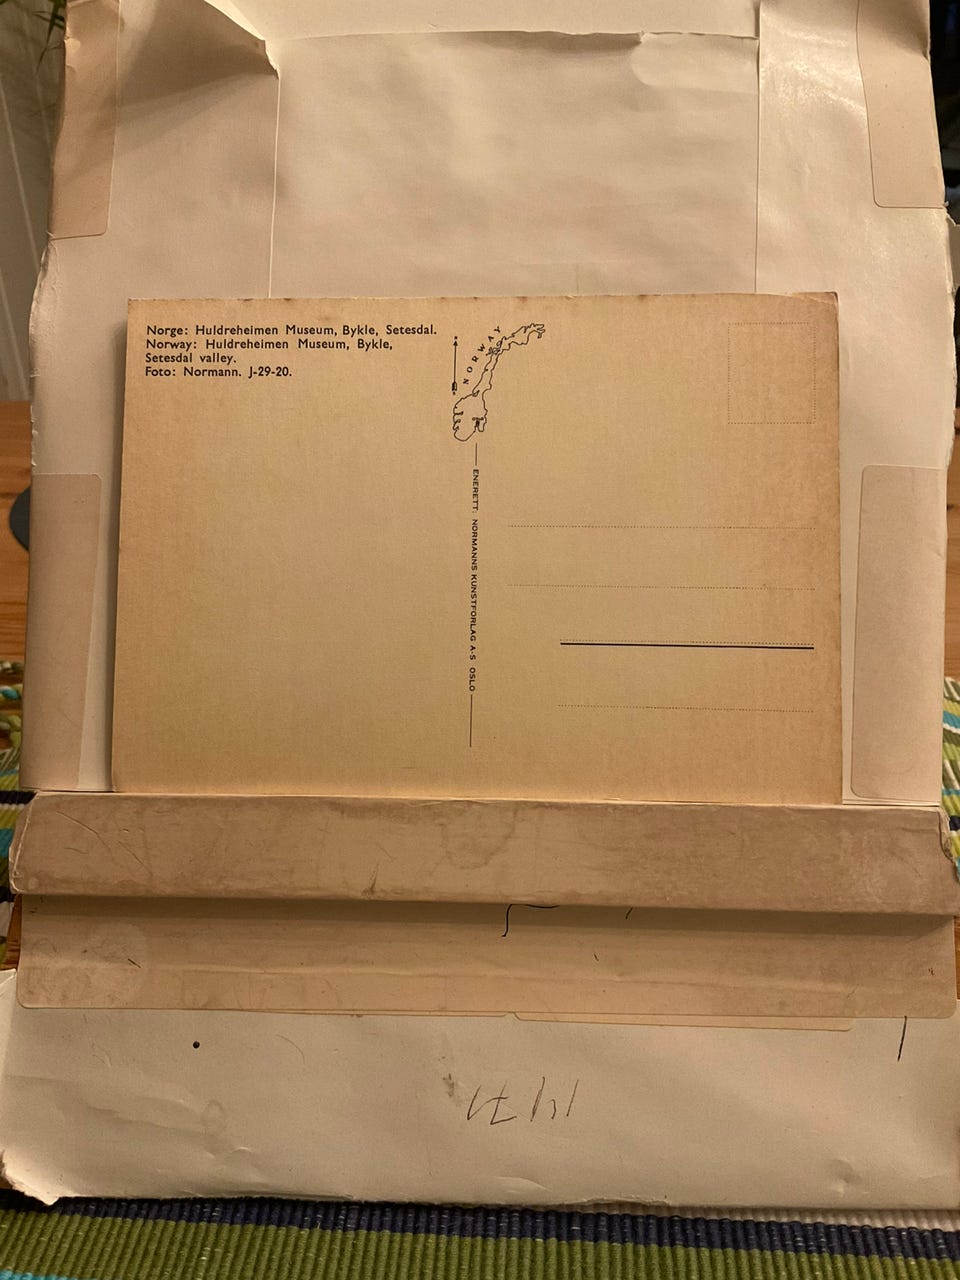 Norge: Huldreheimen Museum, Bykle, Setesdal.
Norway: Huldreheimen Museum, Bykle,
Setesdal valley.
Foto: Normann. J-29-20.
NORWAY
ENERETT: NORMANNS KUNSTFORLAG A-S OSLO